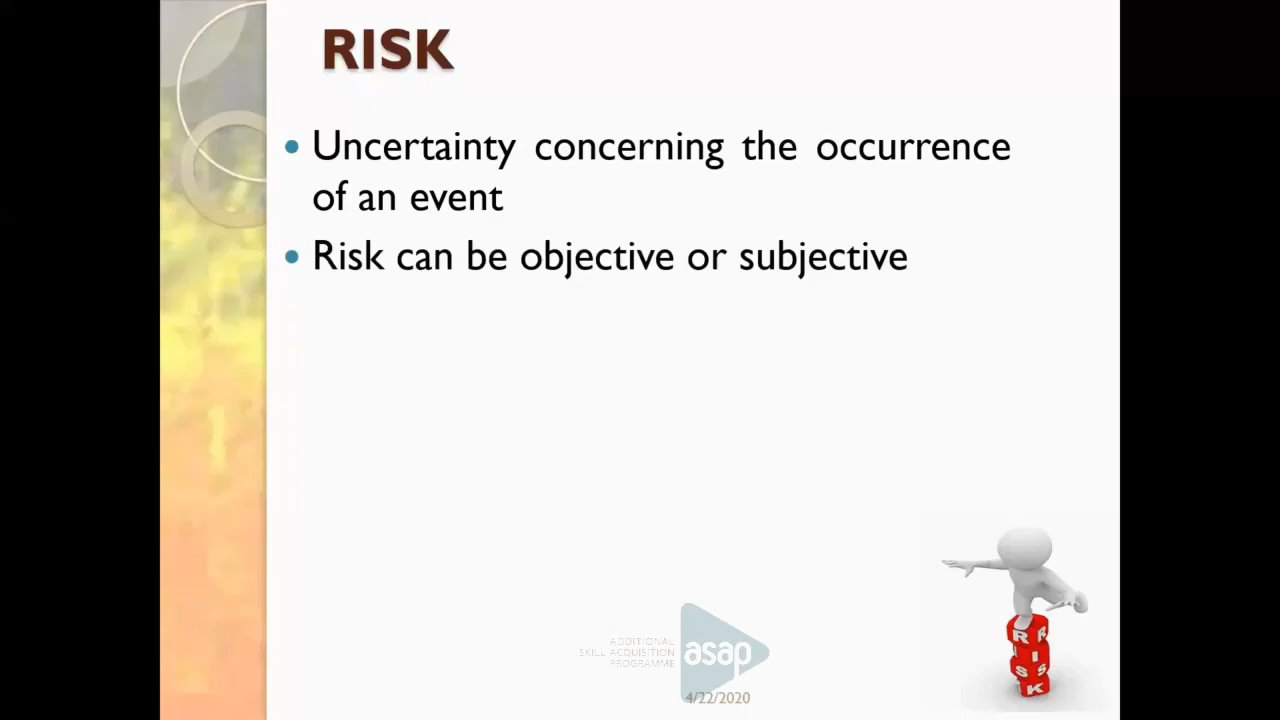 RISK
• Uncertainty concerning the occurrence
of an event
• Risk can be objective or subjective
ADDITIONAL
SKILL ACQUISITION
PROGRAMME
asap
4/22/2020
R R
I I
S S
K